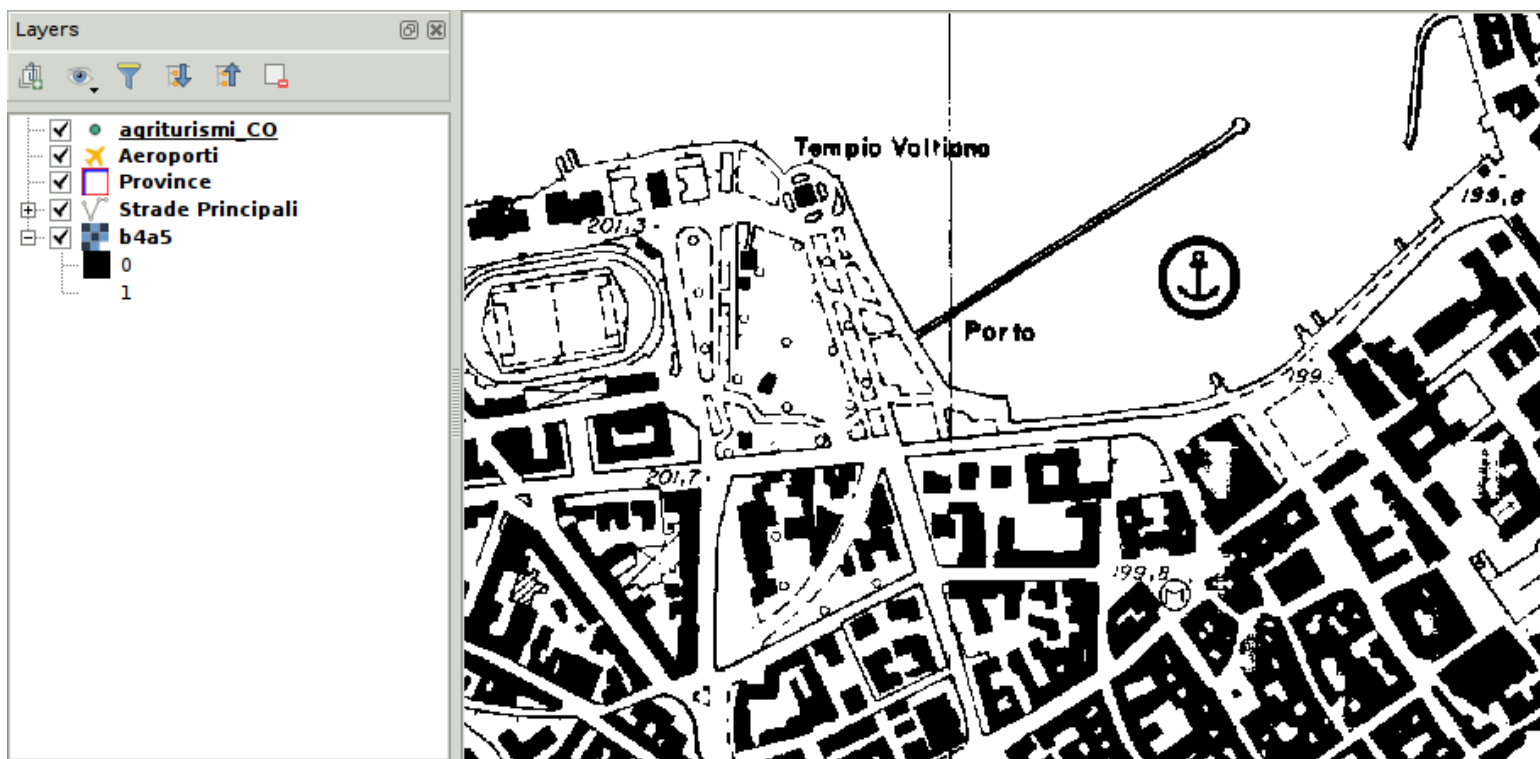 Layers
agriturismi_CO
Aeroporti
Province
Strade Principali
b4a5
0
1
Tempio Voltiano
199,6
201,3
Porto
199,
201,7
199,8
M